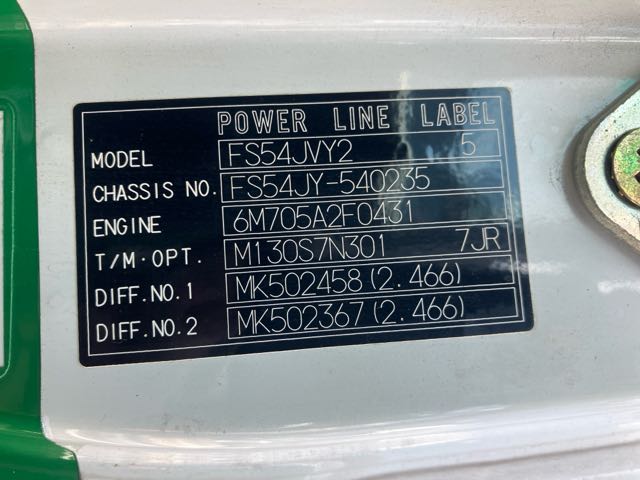 POWER LINE LABEL
MODEL FS54JVY2 5
CHASSIS NO. FS54JY-540235
ENGINE 6M705A2F0431
T/M·OPT. M130S7N301 7JR
DIFF.NO.1 MK502458(2.466)
DIFF.NO.2 MK502367(2.466)